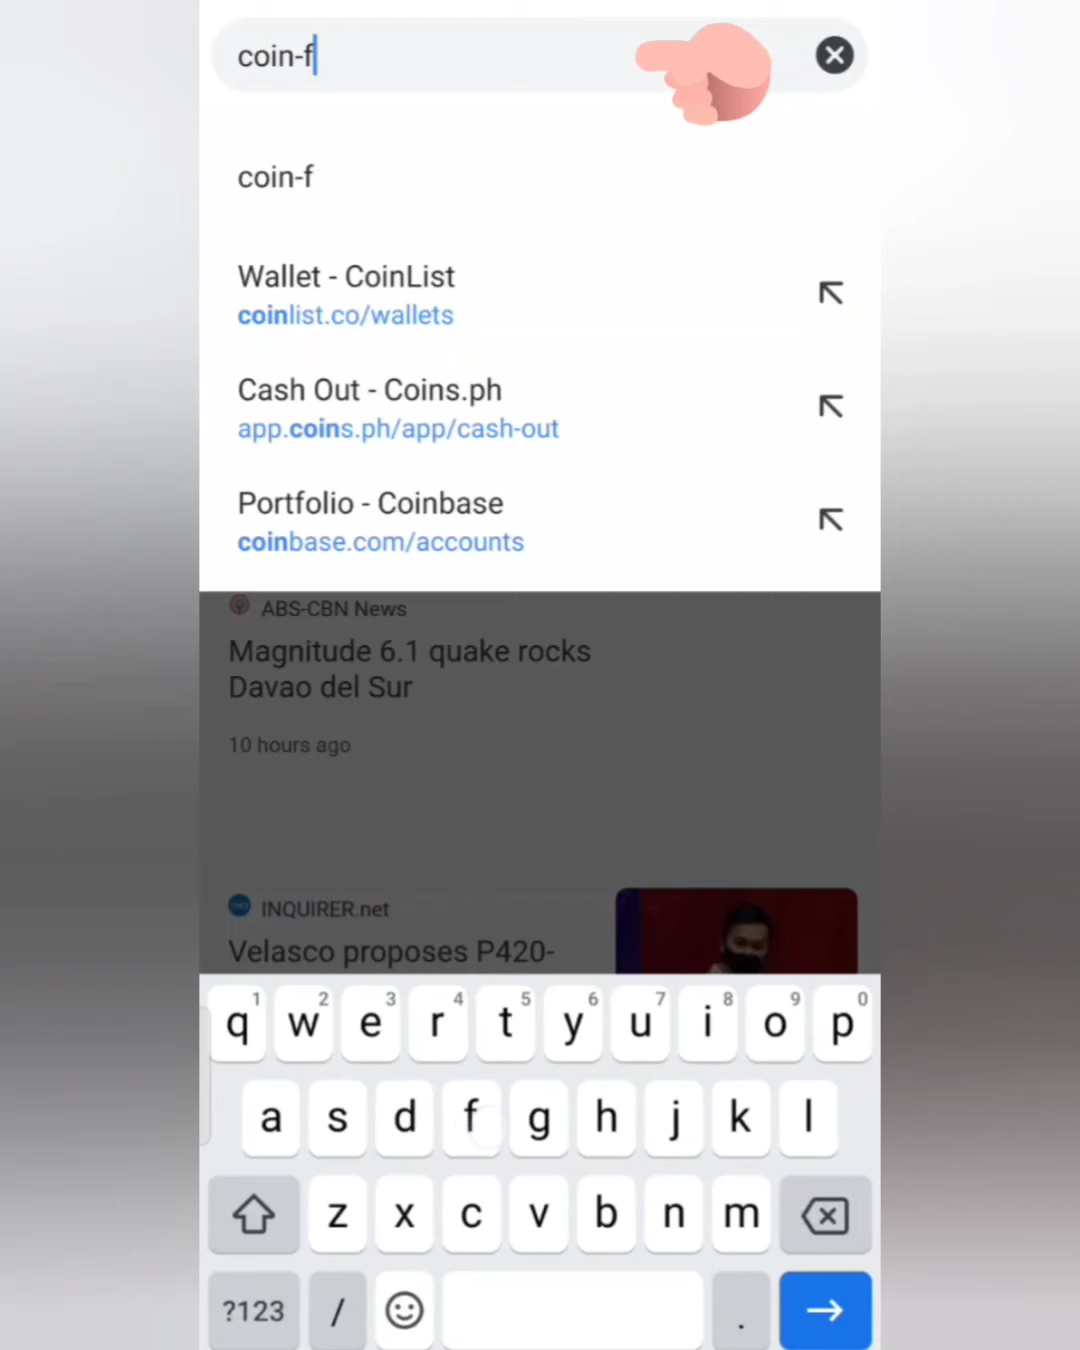 coin-f
coin-f
Wallet - CoinList
coinlist.co/wallets
Cash Out - Coins.ph
app.coins.ph/app/cash-out
Portfolio - Coinbase
coinbase.com/accounts
ABS-CBN News
Magnitude 6.1 quake rocks
Davao del Sur
10 hours ago
INQUIRER.net
Velasco proposes P420-
1 2 3 4 5 6 7 8 9 0
q w e r t y u i o p
a s d f g h j k l
z x c v b n m
?123 / .